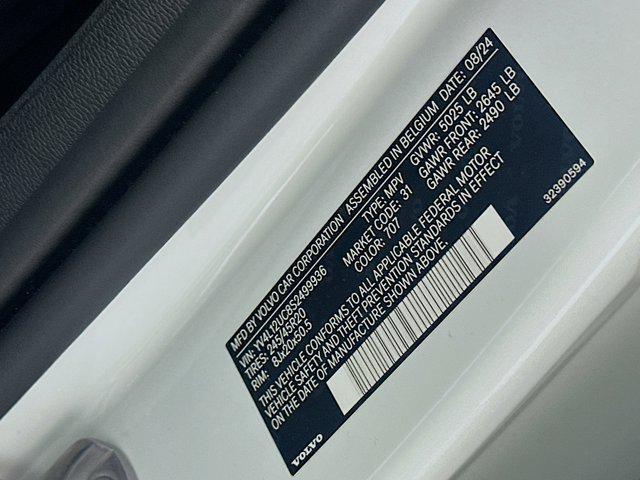 MFD BY VOLVO CAR CORPORATION ASSEMBLED IN BELGIUM DATE: 08/24
VIN: TYPE: MPV GVWR: 5025 LB
TIRES: 245/45R20 MARKET CODE: 31 GAWR FRONT: 2645 LB
RIM: 8Jx20x50.5 COLOR: 707 GAWR REAR: 2490 LB
THIS VEHICLE CONFORMS TO ALL APPLICABLE FEDERAL MOTOR
VEHICLE SAFETY AND THEFT PREVENTION STANDARDS IN EFFECT
ON THE DATE OF MANUFACTURE SHOWN ABOVE.
VOLVO
32390594